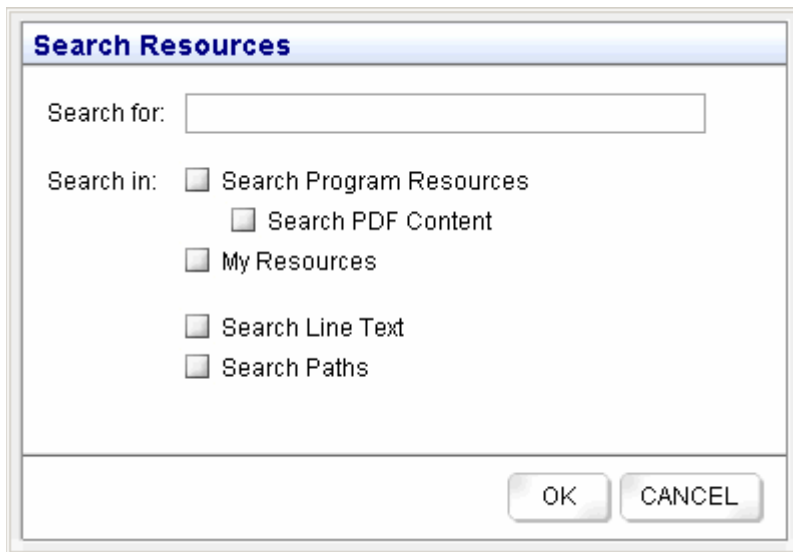 Search Resources
Search for:
Search in: Search Program Resources
Search PDF Content
My Resources
Search Line Text
Search Paths
OK CANCEL